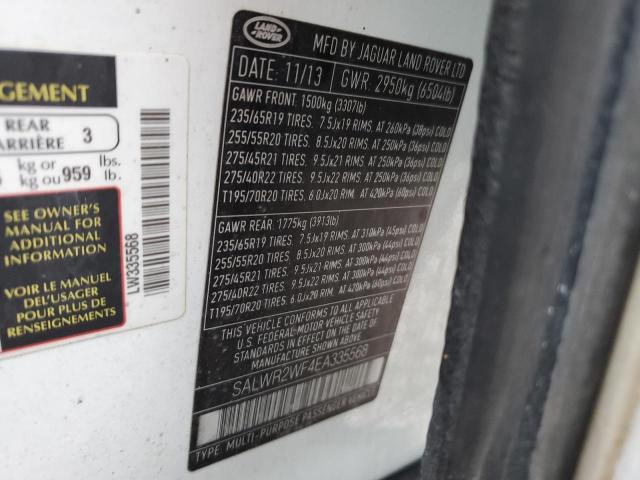 GEMENT
REAR
ARRIÈRE 3
kg or lbs.
kg ou 959 lb.
SEE OWNER'S
MANUAL FOR
ADDITIONAL
INFORMATION
VOIR LE MANUEL
DE L'USAGER
POUR PLUS DE
RENSEIGNEMENTS
LW335568
LAND ROVER
MFD BY JAGUAR LAND ROVER LTD
DATE: 11/13 GWR: 2950kg (6504lb)
GAWR FRONT: 1500kg (3307lb)
235/65R19 TIRES. 7.5Jx19 RIMS. AT 260kPa (38psi) COLD
255/55R20 TIRES. 8.5Jx20 RIMS. AT 250kPa (36psi) COLD
275/45R21 TIRES. 9.5Jx21 RIMS. AT 250kPa (36psi) COLD
275/40R22 TIRES. 9.5Jx22 RIMS. AT 250kPa (36psi) COLD
T195/70R20 TIRES. 6.0Jx20 RIM. AT 420kPa (60psi) COLD
GAWR REAR: 1775kg (3913lb)
235/65R19 TIRES. 7.5Jx19 RIMS. AT 310kPa (45psi) COLD
255/55R20 TIRES. 8.5Jx20 RIMS. AT 300kPa (44psi) COLD
275/45R21 TIRES. 9.5Jx21 RIMS. AT 300kPa (44psi) COLD
275/40R22 TIRES. 9.5Jx22 RIMS. AT 300kPa (44psi) COLD
T195/70R20 TIRES. 6.0Jx20 RIM. AT 420kPa (60psi) COLD
THIS VEHICLE CONFORMS TO ALL APPLICABLE
U.S. FEDERAL MOTOR VEHICLE SAFETY
STANDARDS IN EFFECT ON THE DATE OF
MANUFACTURE SHOWN ABOVE.
SALWR2WF4EA335568
TYPE: MULTI-PURPOSE PASSENGER VEHICLE